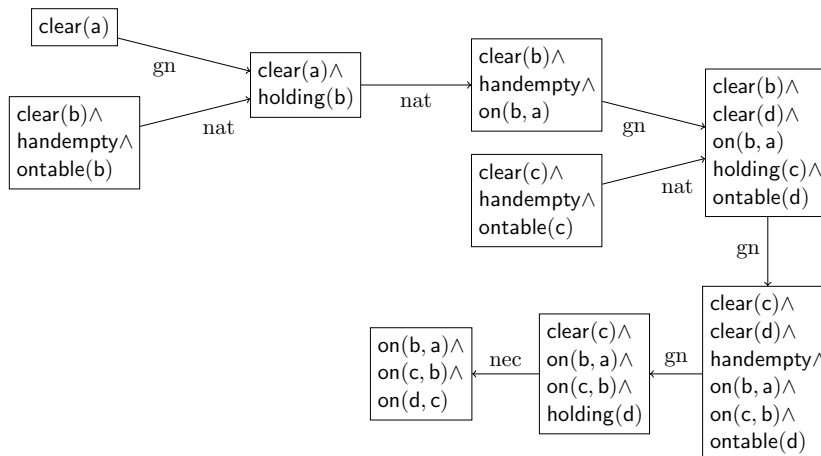 clear(a)
gn
clear(b)∧
handempty∧
ontable(b)
nat
clear(a)∧
holding(b)
nat
clear(b)∧
handempty∧
on(b, a)
gn
clear(c)∧
handempty∧
ontable(c)
nat
clear(b)∧
clear(d)∧
on(b, a)
holding(c)∧
ontable(d)
gn
clear(c)∧
clear(d)∧
handempty∧
on(b, a)∧
on(c, b)∧
ontable(d)
gn
clear(c)∧
on(b, a)∧
on(c, b)∧
holding(d)
nec
on(b, a)∧
on(c, b)∧
on(d, c)